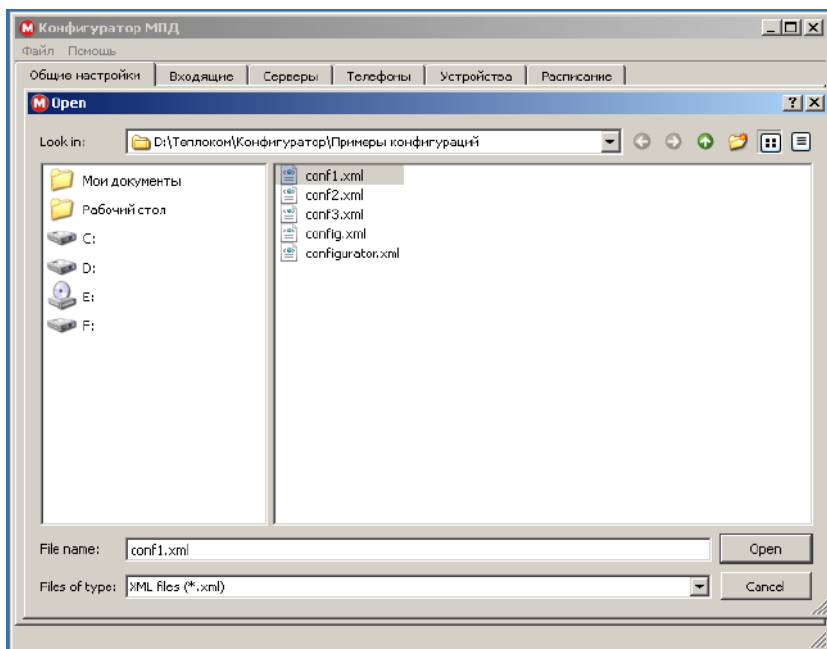 Конфигуратор МПД
Файл Помощь
Общие настройки Входящие Серверы Телефоны Устройства Расписание
Open
Look in: D:\Теплоком\Конфигуратор\Примеры конфигураций
Мои документы
Рабочий стол
C:
D:
E:
F:
conf1.xml
conf2.xml
conf3.xml
config.xml
configurator.xml
File name: conf1.xml Open
Files of type: XML files (*.xml) Cancel